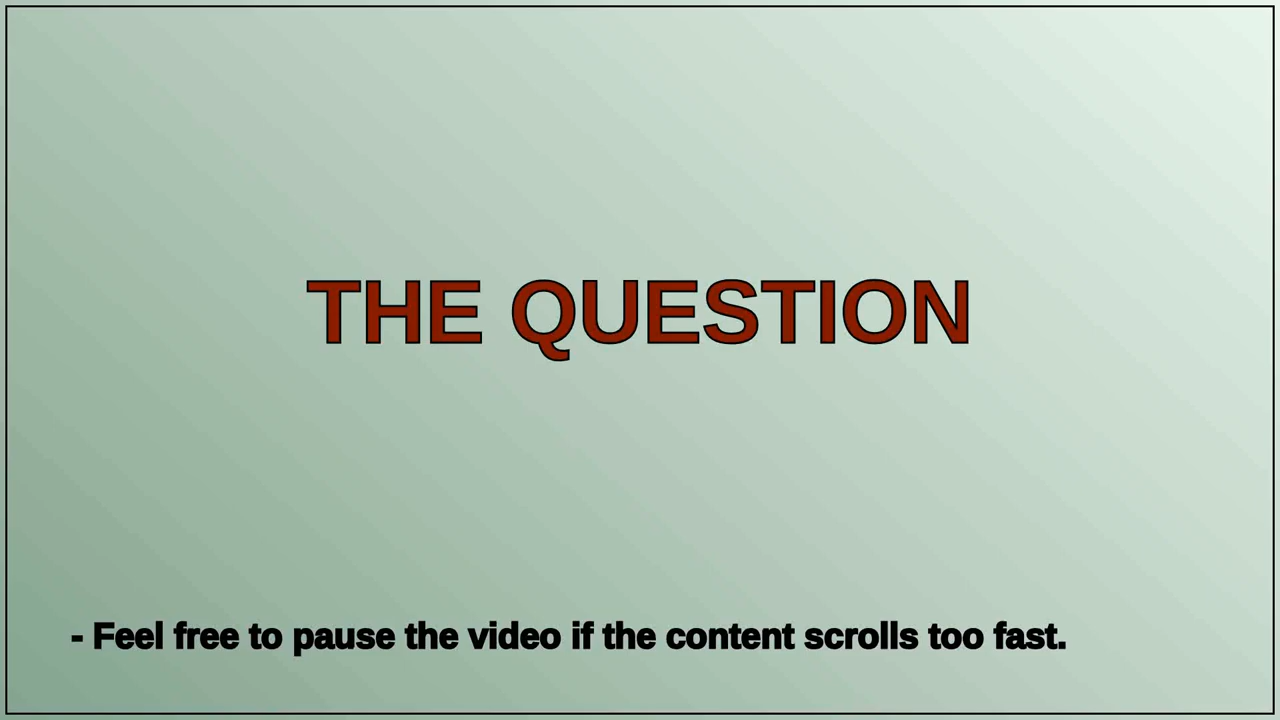 THE QUESTION
- Feel free to pause the video if the content scrolls too fast.